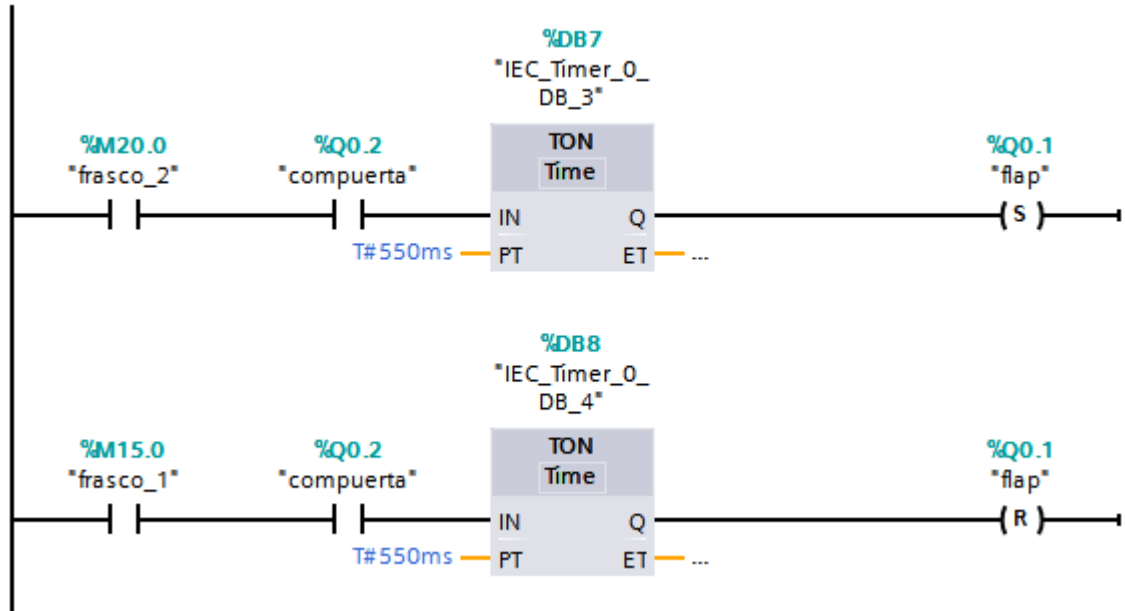 %DB7
"IEC_Timer_0_
DB_3"
%M20.0
%Q0.2
TON
%Q0.1
"frasco_2"
"compuerta"
Time
"flap"
IN
Q
S
T#550ms
PT
ET
...
%DB8
"IEC_Timer_0_
DB_4"
%M15.0
%Q0.2
TON
%Q0.1
"frasco_1"
"compuerta"
Time
"flap"
IN
Q
R
T#550ms
PT
ET
...